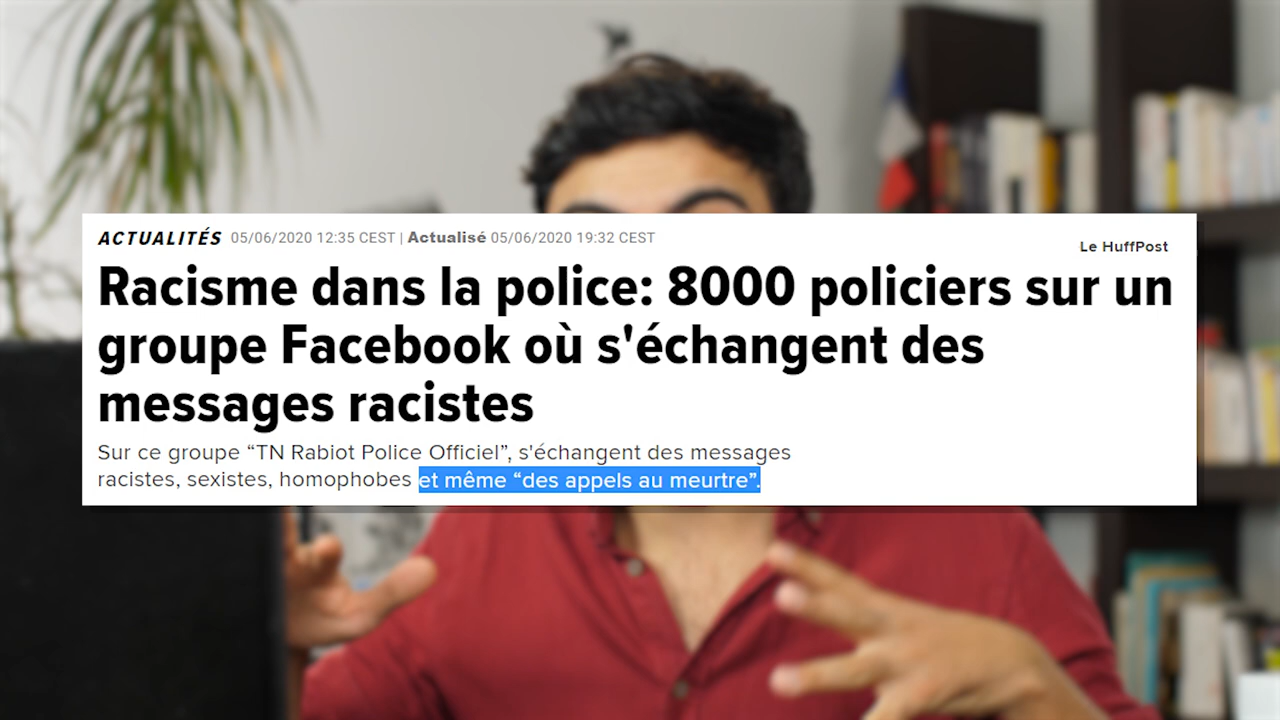 ACTUALITÉS 05/06/2020 12:35 CEST | Actualisé 05/06/2020 19:32 CEST
Le HuffPost
Racisme dans la police: 8000 policiers sur un
groupe Facebook où s'échangent des
messages racistes
Sur ce groupe “TN Rabiot Police Officiel”, s'échangent des messages
racistes, sexistes, homophobes et même “des appels au meurtre”.